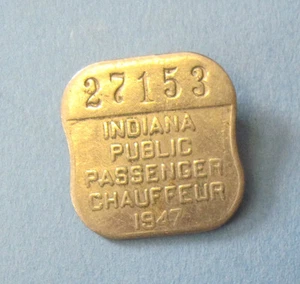 27153
INDIANA
PUBLIC
PASSENGER
CHAUFFEUR
1947